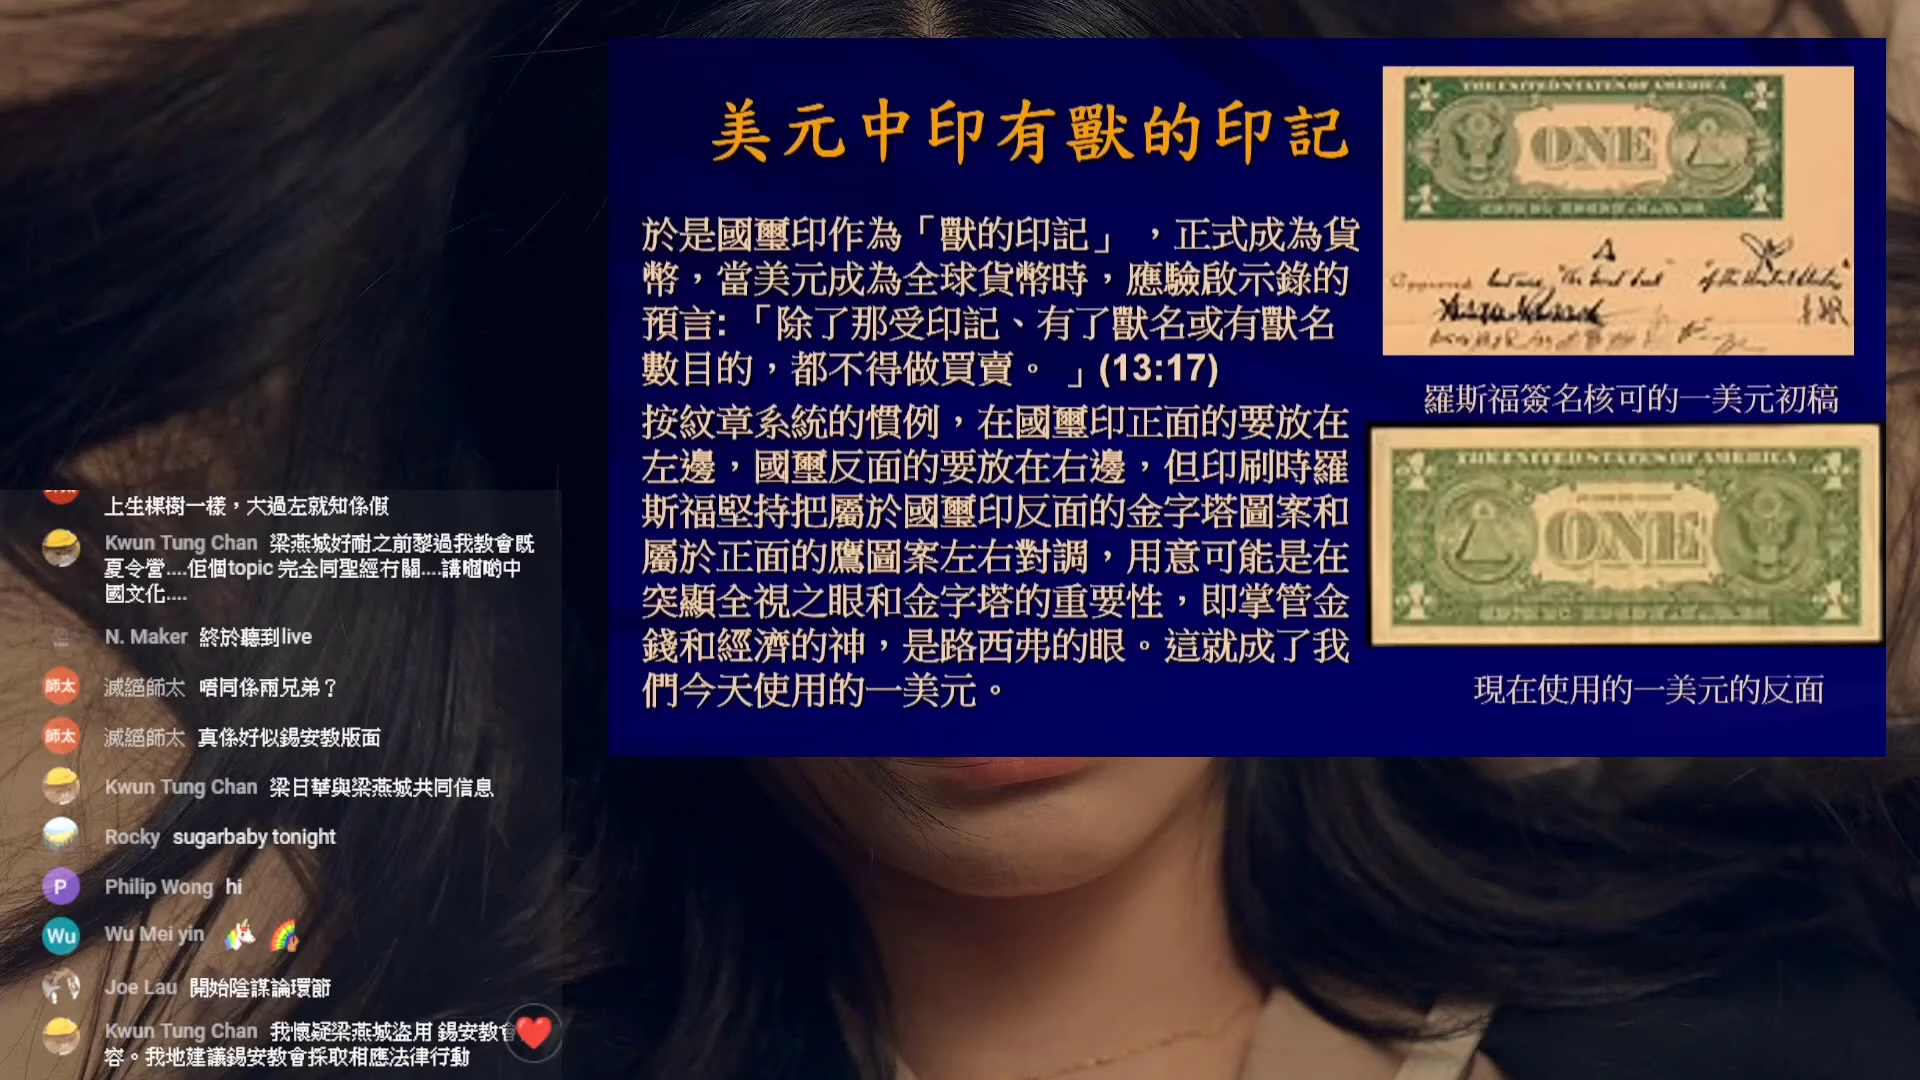 美元中印有獸的印記
於是國璽印作為「獸的印記」,正式成為貨
幣,當美元成為全球貨幣時,應驗啟示錄的
預言:「除了那受印記、有了獸名或有獸名
數目的,都不得做買賣。」(13:17)
按紋章系統的慣例,在國璽印正面的要放在
左邊,國璽反面的要放在右邊,但印刷時羅
斯福堅持把屬於國璽印反面的金字塔圖案和
屬於正面的鷹圖案左右對調,用意可能是在
突顯全視之眼和金字塔的重要性,即掌管金
錢和經濟的神,是路西弗的眼。這就成了我
們今天使用的一美元。
THE UNITED STATES OF AMERICA
ONE
羅斯福簽名核可的一美元初稿
THE UNITED STATES OF AMERICA
ONE
現在使用的一美元的反面
上生樖樹一樣,大過左就知係假
Kwun Tung Chan 梁燕城好耐之前黎過我教會既
夏令營....佢個topic 完全同聖經冇關....講嗰啲中
國文化....
N. Maker 終於聽到live
師太 滅絕師太 唔同係兩兄弟?
師太 滅絕師太 真係好似錫安教版面
Kwun Tung Chan 梁日華與梁燕城共同信息
Rocky sugarbaby tonight
P Philip Wong hi
Wu Wu Mei yin 🦄 🌈
Joe Lau 開始陰謀論環節
Kwun Tung Chan 我懷疑梁燕城盜用 錫安教會
容。我地建議錫安教會採取相應法律行動